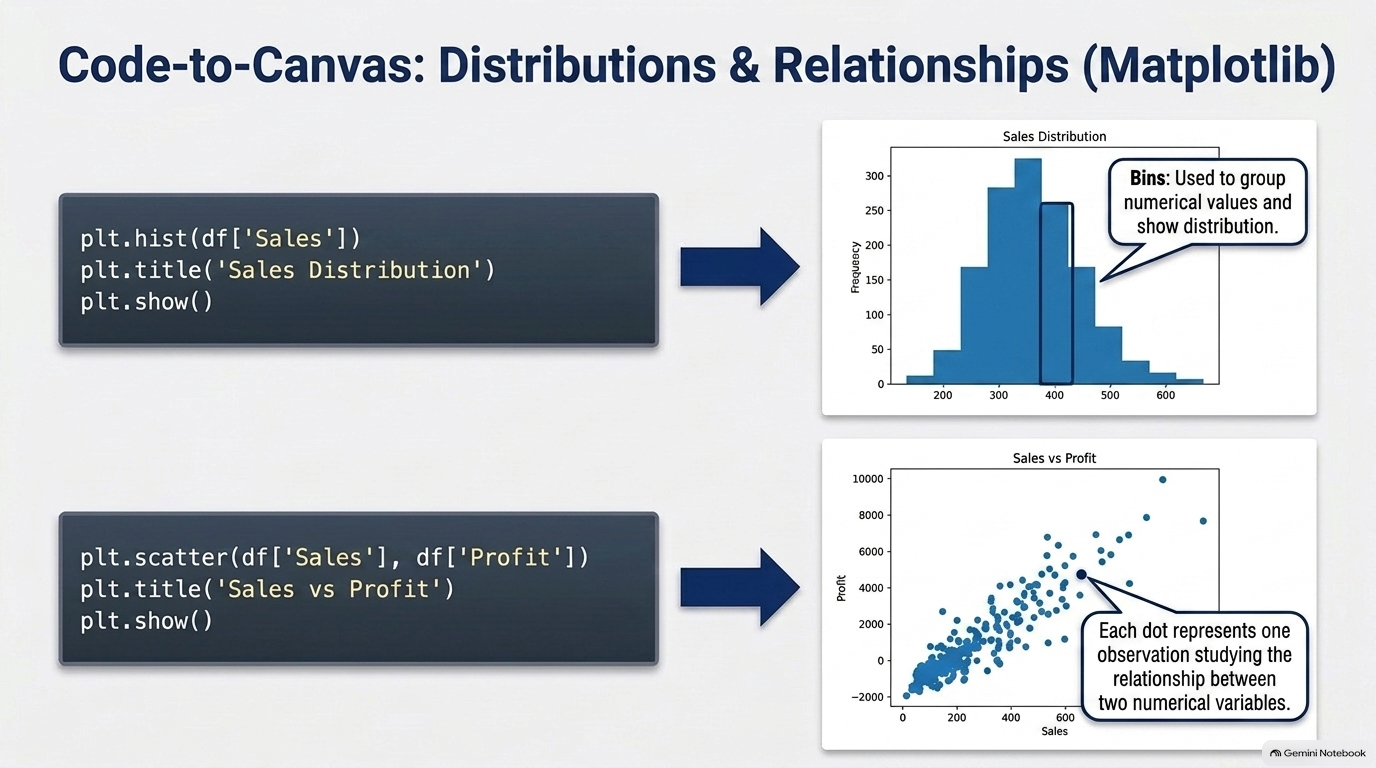 Code-to-Canvas: Distributions & Relationships (Matplotlib)
plt.hist(df['Sales'])
plt.title('Sales Distribution')
plt.show()
Sales Distribution
300
250
200
150
100
50
0
200 300 400 500 600
Bins: Used to group
numerical values and
show distribution.
plt.scatter(df['Sales'], df['Profit'])
plt.title('Sales vs Profit')
plt.show()
Sales vs Profit
Profit
10000
8000
6000
4000
2000
0
−2000
0 200 400 600
Sales
Each dot represents one
observation studying the
relationship between
two numerical variables.
Gemini Notebook